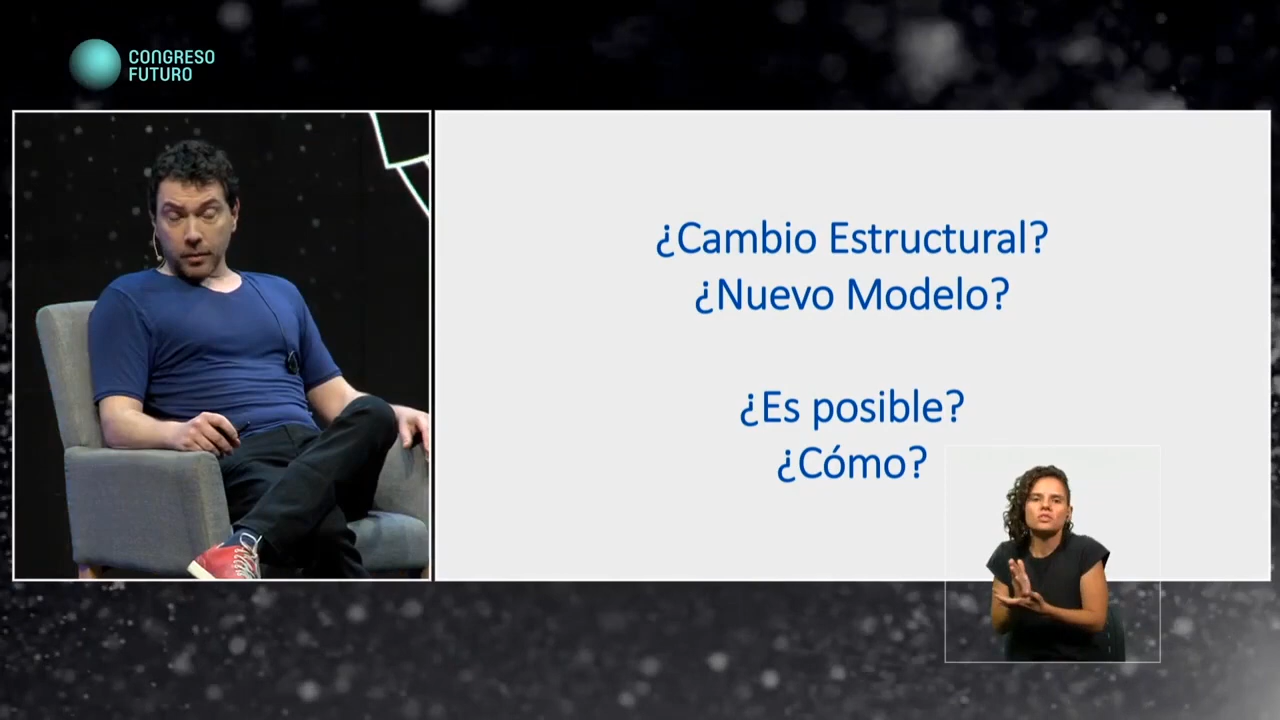 CONGRESO
FUTURO
¿Cambio Estructural?
¿Nuevo Modelo?
¿Es posible?
¿Cómo?